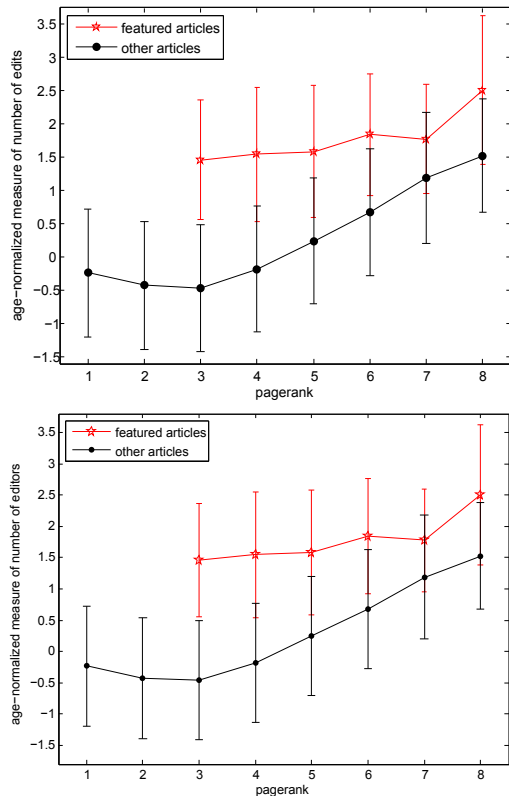 featured articles
other articles
age−normalized measure of number of edits
3.5
3
2.5
2
1.5
1
0.5
0
−0.5
−1
−1.5
1 2 3 4 5 6 7 8
pagerank
featured articles
other articles
age−normalized measure of number of editors
3.5
3
2.5
2
1.5
1
0.5
0
−0.5
−1
−1.5
1 2 3 4 5 6 7 8
pagerank